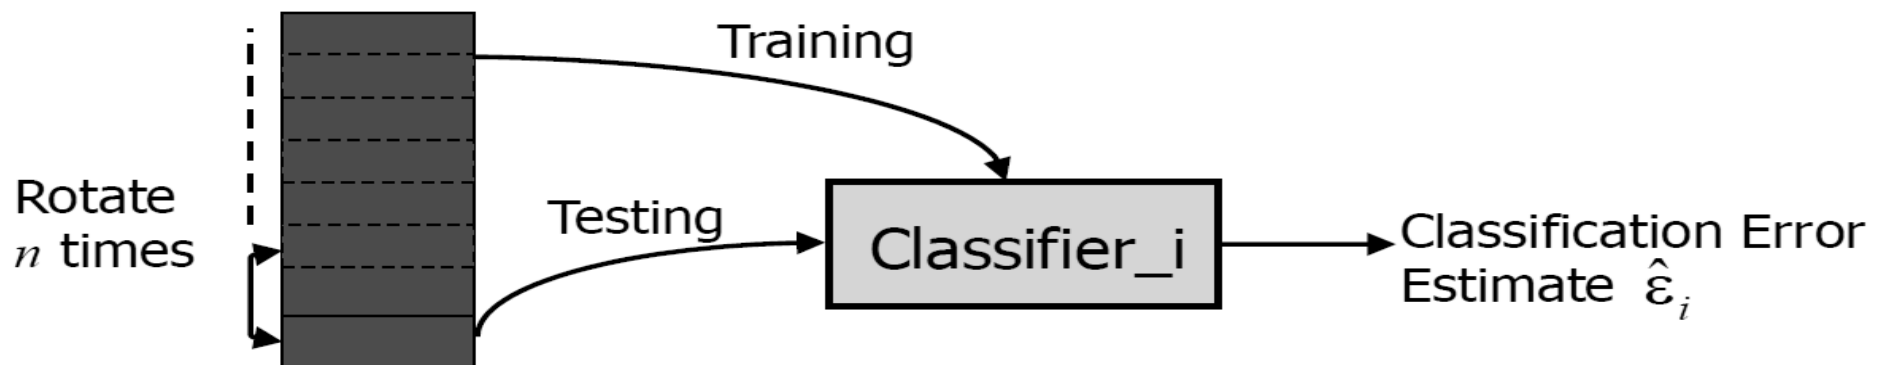 Training
Rotate
n times
Testing
Classifier_i
Classification Error
Estimate ε̂ᵢ